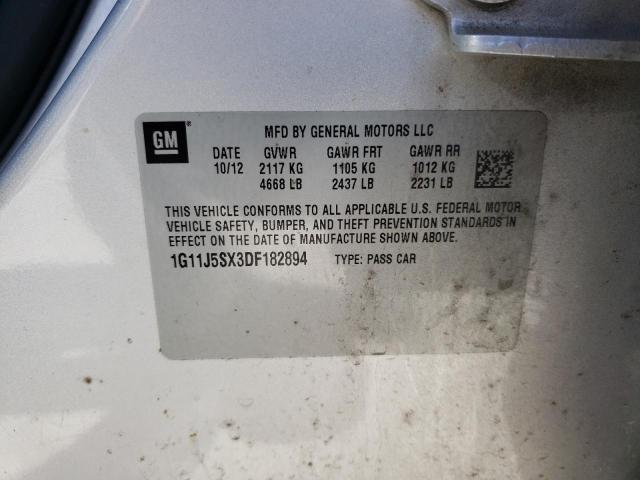 GM ® MFD BY GENERAL MOTORS LLC
DATE GVWR GAWR FRT GAWR RR
10/12 2117 KG 1105 KG 1012 KG
4668 LB 2437 LB 2231 LB
THIS VEHICLE CONFORMS TO ALL APPLICABLE U.S. FEDERAL MOTOR
VEHICLE SAFETY, BUMPER, AND THEFT PREVENTION STANDARDS IN
EFFECT ON THE DATE OF MANUFACTURE SHOWN ABOVE.
1G11J5SX3DF182894 TYPE: PASS CAR